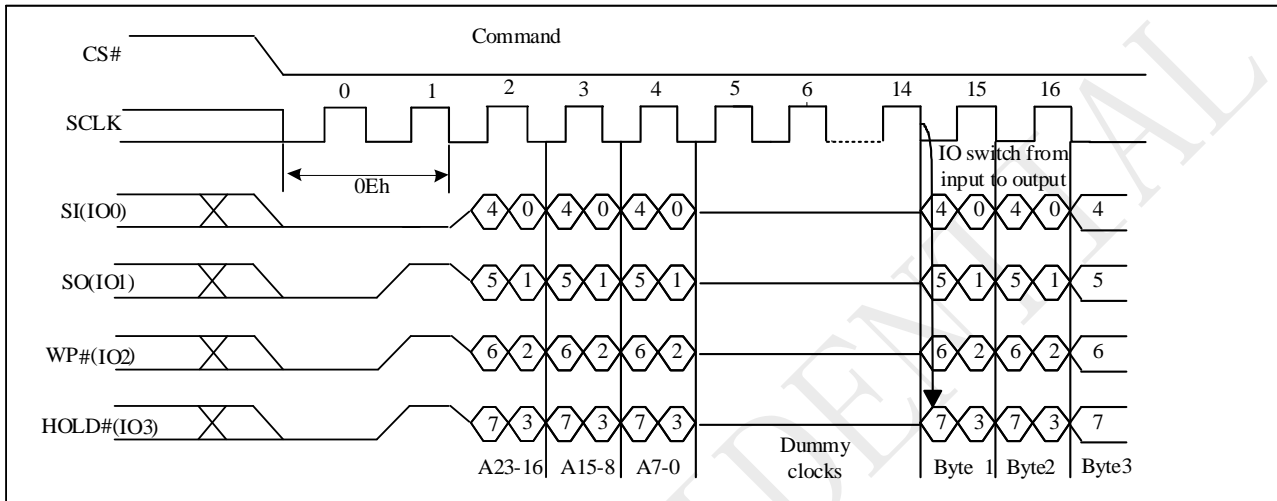 Command
CS#
0 1 2 3 4 5 6 14 15 16
SCLK
IO switch from
input to output
0Eh
SI(IO0) 4 0 4 0 4 0 4 0 4 0 4
SO(IO1) 5 1 5 1 5 1 5 1 5 1 5
WP#(IO2) 6 2 6 2 6 2 6 2 6 2 6
HOLD#(IO3) 7 3 7 3 7 3 7 3 7 3 7
Dummy
clocks
A23-16 A15-8 A7-0 Byte 1 Byte2 Byte3